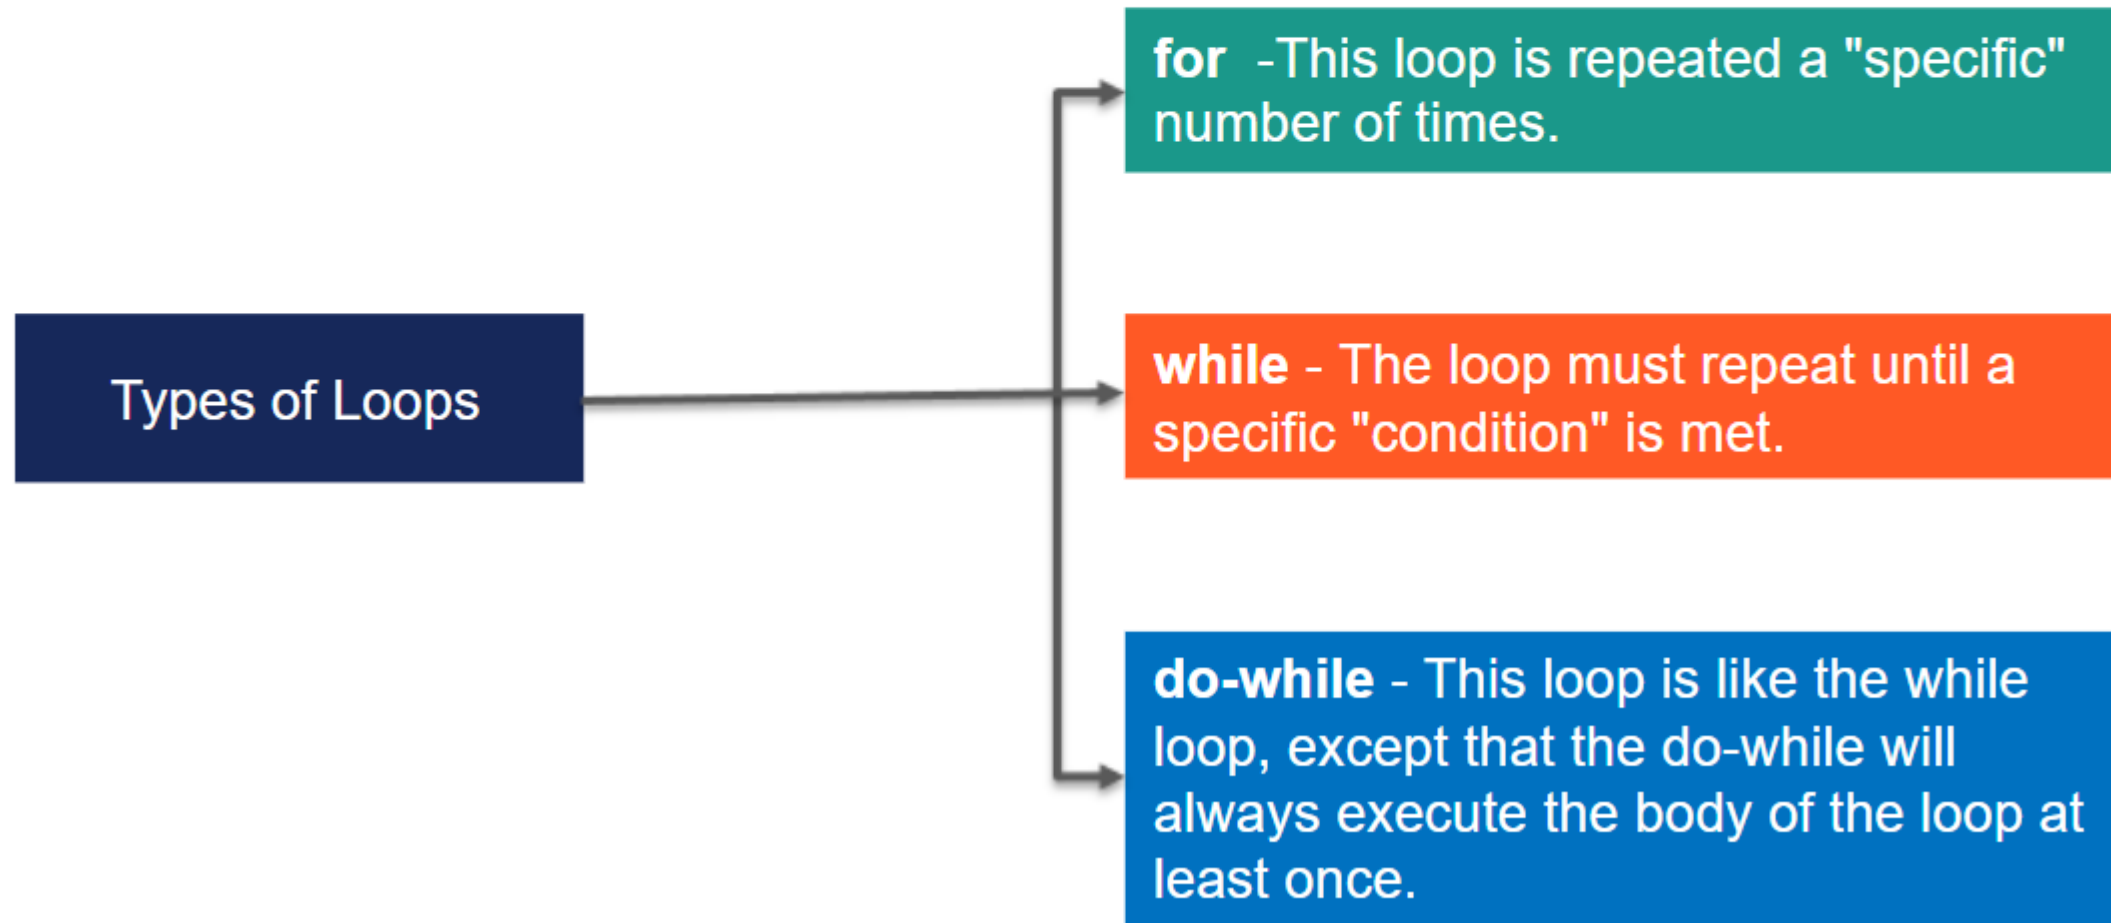 Types of Loops
for  -This loop is repeated a "specific"
number of times.
while - The loop must repeat until a
specific "condition" is met.
do-while - This loop is like the while
loop, except that the do-while will
always execute the body of the loop at
least once.